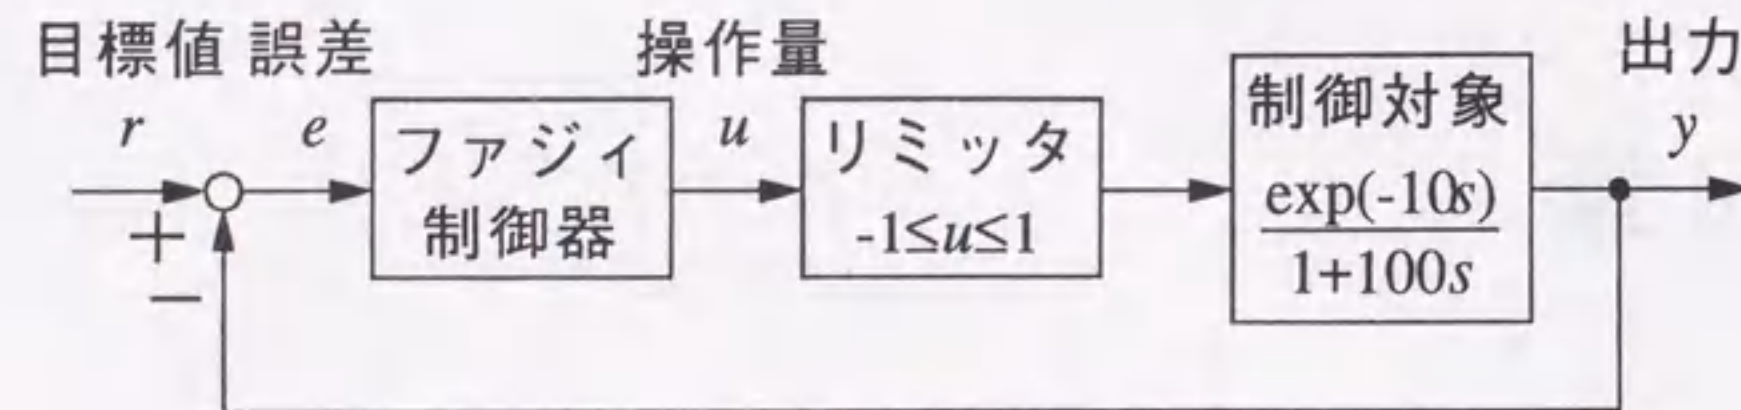 目標値 誤差
操作量
出力
r
e
ファジィ
制御器
u
リミッタ
-1≤u≤1
制御対象
exp(-10s)
1+100s
y
+
−